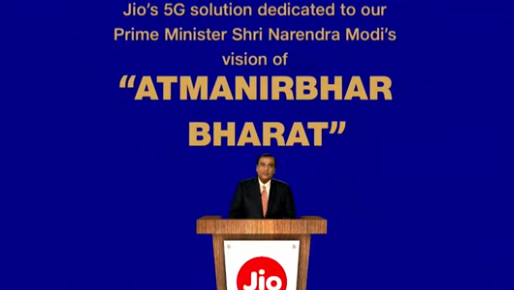 Jio's 5G solution dedicated to our
Prime Minister Shri Narendra Modi's
vision of
“ATMANIRBHAR
BHARAT”
Jio